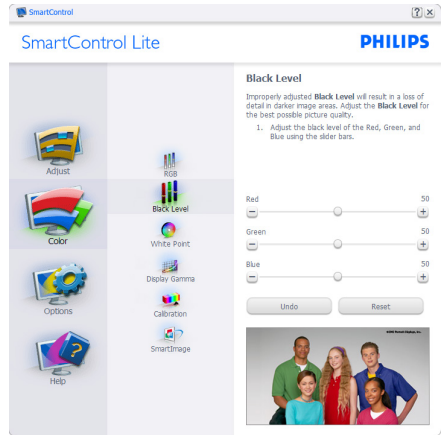 SmartControl
SmartControl Lite
PHILIPS
Adjust
Color
Options
Help
RGB
Black Level
White Point
Display Gamma
Calibration
SmartImage
Black Level
Improperly adjusted Black Level will result in a loss of
detail in darker image areas. Adjust the Black Level for
the best possible picture quality.
1. Adjust the black level of the Red, Green, and
Blue using the slider bars.
Red 50
Green 50
Blue 50
Undo Reset